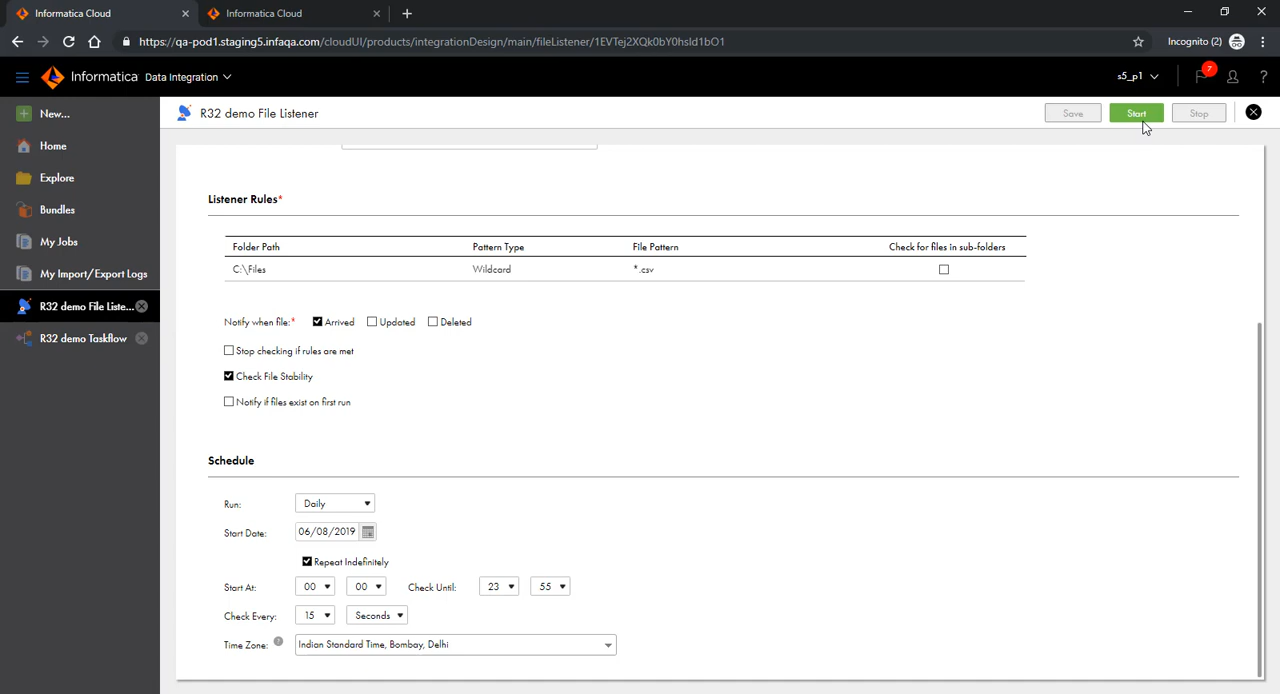 Informatica Cloud
Informatica Cloud
https://qa-pod1.staging5.infaqa.com/cloudUI/products/integrationDesign/main/fileListener/1EVTej2XQk0bY0hsId1bO1
Incognito (2)
Informatica Data Integration
s5_p1
7
?
New...
Home
Explore
Bundles
My Jobs
My Import/Export Logs
R32 demo File Liste...
R32 demo Taskflow
R32 demo File Listener
Save Start Stop
Listener Rules*
Folder Path Pattern Type File Pattern Check for files in sub-folders
C:\Files Wildcard *.csv
Notify when file:* Arrived Updated Deleted
Stop checking if rules are met
Check File Stability
Notify if files exist on first run
Schedule
Run: Daily
Start Date: 06/08/2019
Repeat Indefinitely
Start At: 00 00 Check Until: 23 55
Check Every: 15 Seconds
Time Zone: ? Indian Standard Time, Bombay, Delhi